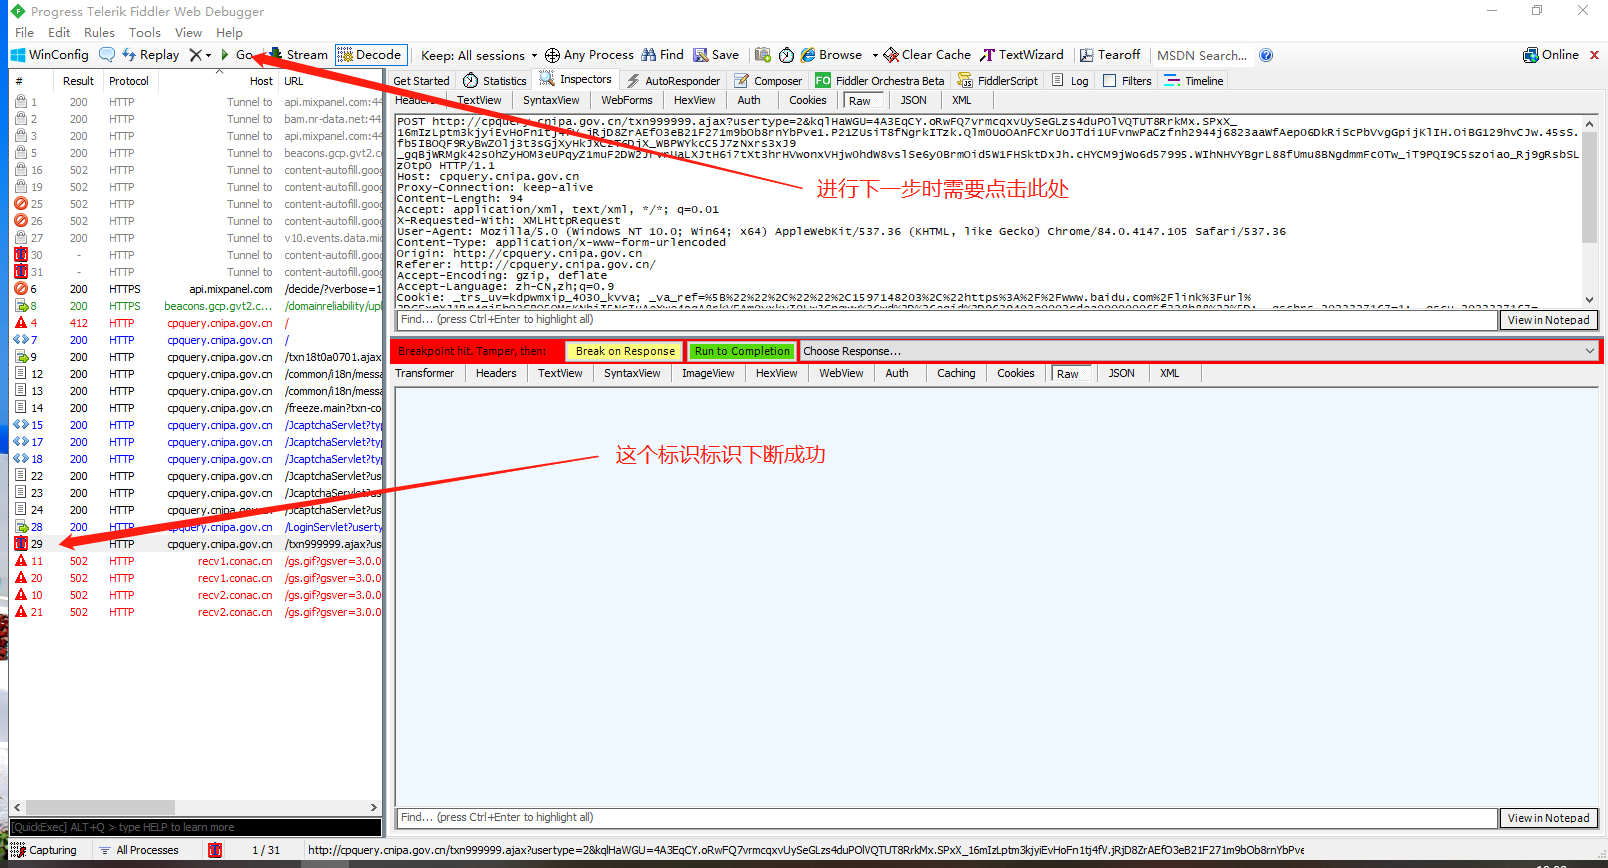 Progress Telerik Fiddler Web Debugger
File Edit Rules Tools View Help
WinConfig Replay Go Stream Decode Keep: All sessions Any Process Find Save Browse Clear Cache TextWizard Tearoff MSDN Search... Online
# Result Protocol Host URL
1 200 HTTP Tunnel to api.mixpanel.com:44
2 200 HTTP Tunnel to bam.nr-data.net:44
3 200 HTTP Tunnel to api.mixpanel.com:44
5 200 HTTP Tunnel to beacons.gcp.gvt2.c
16 502 HTTP Tunnel to content-autofill.goog
19 502 HTTP Tunnel to content-autofill.goog
25 502 HTTP Tunnel to content-autofill.goog
26 502 HTTP Tunnel to content-autofill.goog
27 200 HTTP Tunnel to v10.events.data.mic
30 - HTTP Tunnel to content-autofill.goog
31 - HTTP Tunnel to content-autofill.goog
6 200 HTTPS api.mixpanel.com /decide/?verbose=1
8 200 HTTPS beacons.gcp.gvt2.c... /domainreliability/upl
4 412 HTTP cpquery.cnipa.gov.cn /
7 200 HTTP cpquery.cnipa.gov.cn /
9 200 HTTP cpquery.cnipa.gov.cn /txn18t0a0701.ajax
12 200 HTTP cpquery.cnipa.gov.cn /common/i18n/messa
13 200 HTTP cpquery.cnipa.gov.cn /common/i18n/messa
14 200 HTTP cpquery.cnipa.gov.cn /freeze.main?txn-co
15 200 HTTP cpquery.cnipa.gov.cn /JcaptchaServlet?typ
17 200 HTTP cpquery.cnipa.gov.cn /JcaptchaServlet?typ
18 200 HTTP cpquery.cnipa.gov.cn /JcaptchaServlet?typ
22 200 HTTP cpquery.cnipa.gov.cn /JcaptchaServlet?us
23 200 HTTP cpquery.cnipa.gov.cn /JcaptchaServlet?us
24 200 HTTP cpquery.cnipa.gov.cn /JcaptchaServlet?us
28 200 HTTP cpquery.cnipa.gov.cn /LoginServlet?userty
29 HTTP cpquery.cnipa.gov.cn /txn999999.ajax?us
11 502 HTTP recv1.conac.cn /gs.gif?gsver=3.0.0
20 502 HTTP recv1.conac.cn /gs.gif?gsver=3.0.0
10 502 HTTP recv2.conac.cn /gs.gif?gsver=3.0.0
21 502 HTTP recv2.conac.cn /gs.gif?gsver=3.0.0
[QuickExec] ALT+Q > type HELP to learn more
Get Started Statistics Inspectors AutoResponder Composer FO Fiddler Orchestra Beta FiddlerScript Log Filters Timeline
Headers TextView SyntaxView WebForms HexView Auth Cookies Raw JSON XML
POST http://cpquery.cnipa.gov.cn/txn999999.ajax?usertype=2&kqlHaWGU=4A3EqCY.oRwFQ7vrmcqxvUySeGLzs4duPOlVQTUT8RrkMx.SPxX_
16mIzLptm3kjyiEvHoFn1tj4fV.jRjD8ZrAEfO3eB21F271m9bOb8rnYbPve1.P21ZUsiT8fNgrkITzk.QlmOUoOAnFCXrUoJTdi1UFvnwPaCzfnh2944j6823aaWfAepO6DkRiScPbVvgGpijKlIH.OiBG129hvCJw.45sS.
zOtpO HTTP/1.1
Host: cpquery.cnipa.gov.cn
Proxy-Connection: keep-alive
进行下一步时需要点击此处
Content-Length: 94
Accept: application/xml, text/xml, */*; q=0.01
X-Requested-With: XMLHttpRequest
User-Agent: Mozilla/5.0 (Windows NT 10.0; Win64; x64) AppleWebKit/537.36 (KHTML, like Gecko) Chrome/84.0.4147.105 Safari/537.36
Content-Type: application/x-www-form-urlencoded
Origin: http://cpquery.cnipa.gov.cn
Referer: http://cpquery.cnipa.gov.cn/
Accept-Encoding: gzip, deflate
Accept-Language: zh-CN,zh;q=0.9
Cookie: _trs_uv=kdpwmxip_4030_kvva; _va_ref=%5B%22%22%2C%22%22%2C1597148203%2C%22https%3A%2F%2Fwww.baidu.com%2Flink%3Furl%
Find... (press Ctrl+Enter to highlight all) View in Notepad
Breakpoint hit. Tamper, then: Break on Response Run to Completion Choose Response...
Transformer Headers TextView SyntaxView ImageView HexView WebView Auth Caching Cookies Raw JSON XML
这个标识标识下断成功
Find... (press Ctrl+Enter to highlight all) View in Notepad
Capturing All Processes 1 / 31 http://cpquery.cnipa.gov.cn/txn999999.ajax?usertype=2&kqlHaWGU=4A3EqCY.oRwFQ7vrmcqxvUySeGLzs4duPOlVQTUT8RrkMx.SPxX_16mIzLptm3kjyiEvHoFn1tj4fV.jRjD8ZrAEfO3eB21F271m9bOb8rnYbPve